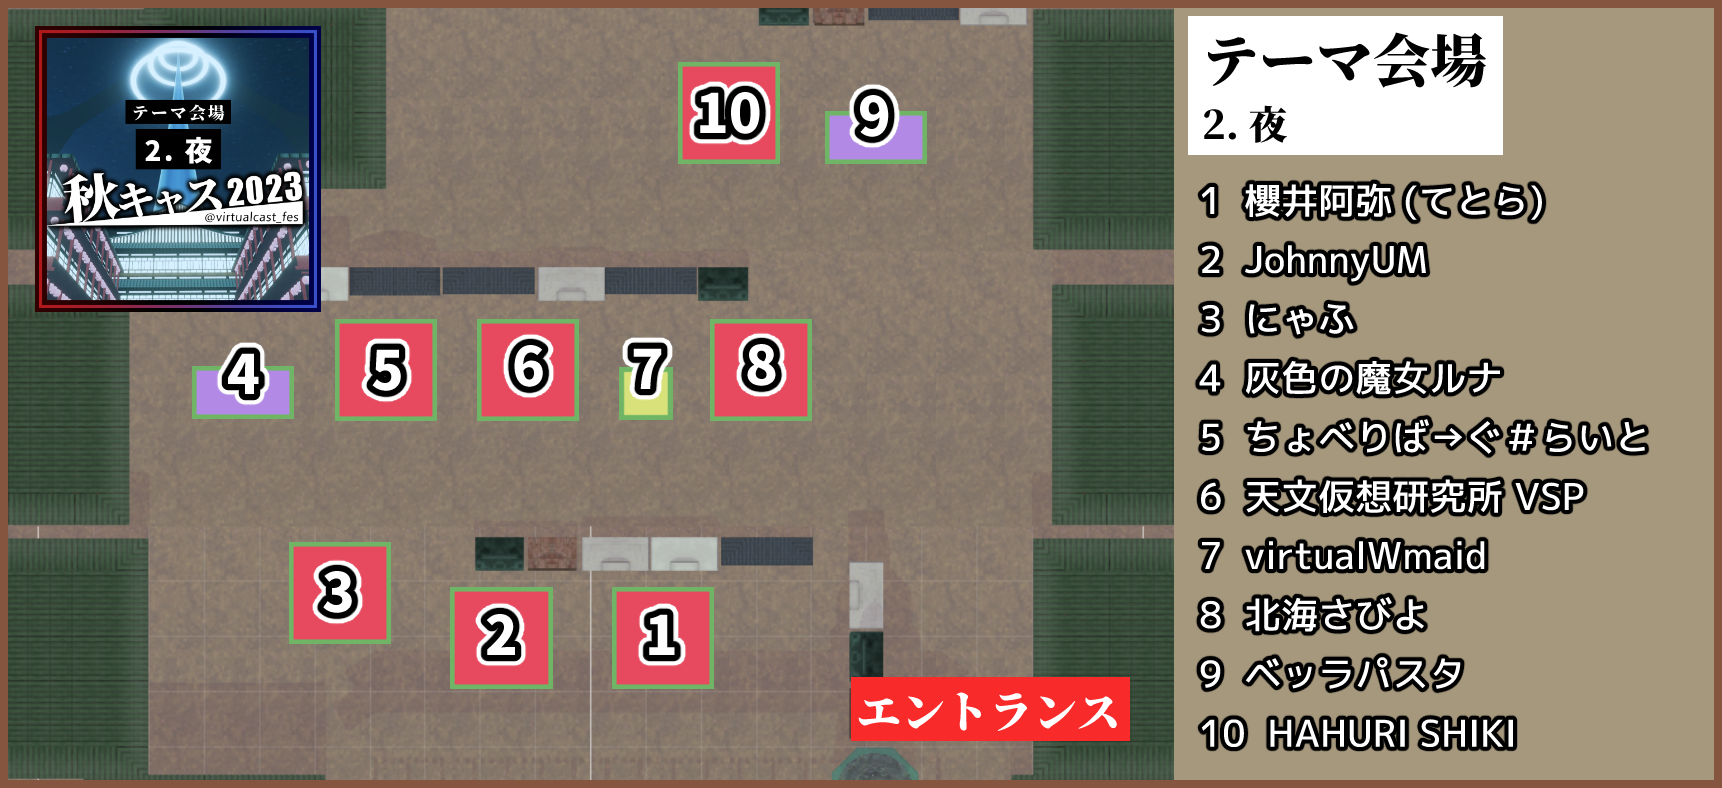 テーマ会場
2. 夜
秋キャス2023
@virtualcast_fes
10
9
4
5
6
7
8
3
2
1
エントランス
テーマ会場
2. 夜
1 櫻井阿弥 (てとら)
2 JohnnyUM
3 にゃふ
4 灰色の魔女ルナ
5 ちょべりば→ぐ#らいと
6 天文仮想研究所 VSP
7 virtualWmaid
8 北海さびよ
9 ベッラパスタ
10 HAHURI SHIKI